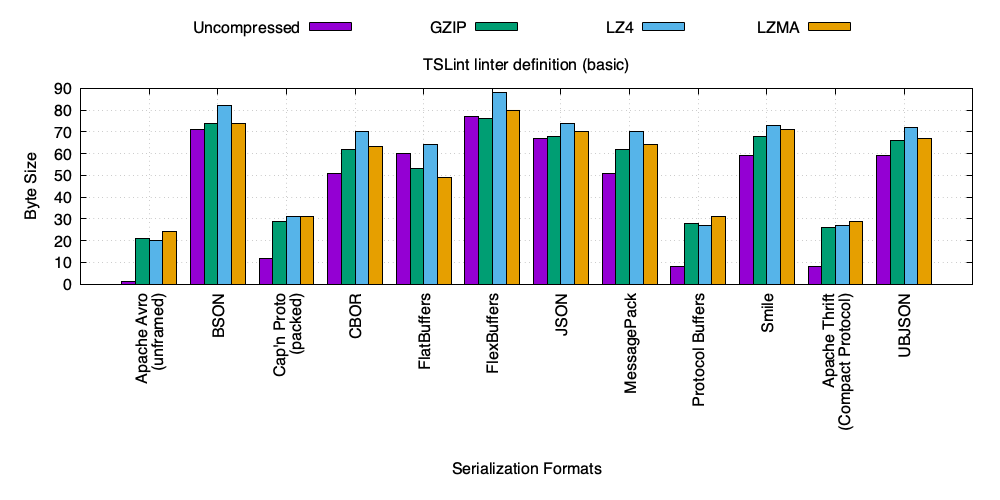 Uncompressed GZIP LZ4 LZMA
TSLint linter definition (basic)
Byte Size
90
80
70
60
50
40
30
20
10
0
Apache Avro
(unframed)
BSON
Cap'n Proto
(packed)
CBOR
FlatBuffers
FlexBuffers
JSON
MessagePack
Protocol Buffers
Smile
Apache Thrift
(Compact Protocol)
UBJSON
Serialization Formats